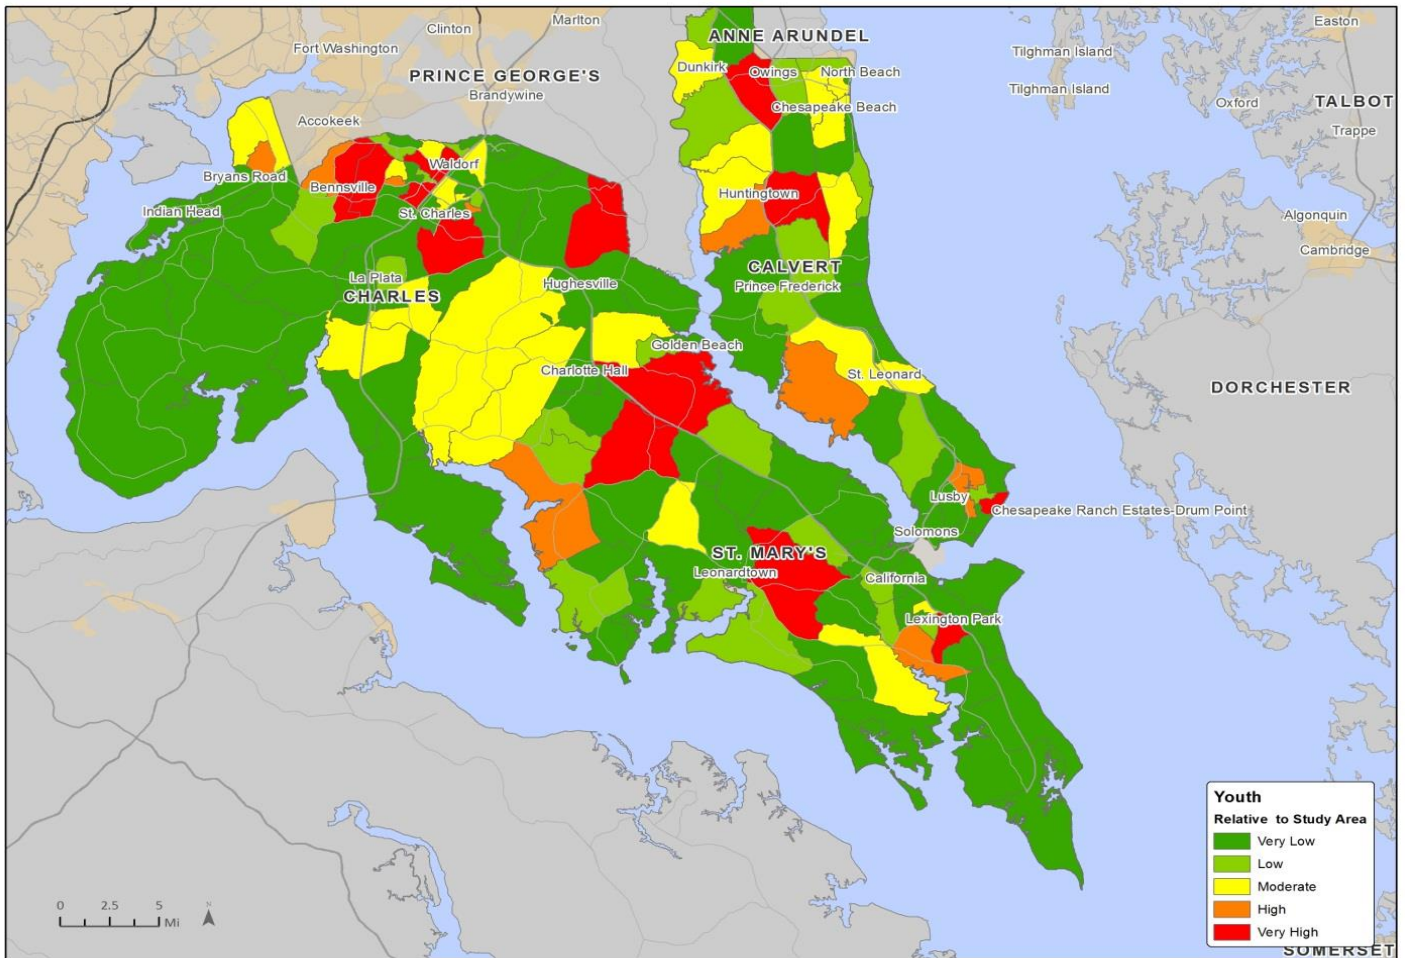 Marlton
Clinton
Easton
ANNE ARUNDEL
Fort Washington
Tilghman Island
PRINCE GEORGE'S
Dunkirk
Owings
North Beach
Brandywine
Tilghman Island
Oxford
TALBOT
Chesapeake Beach
Accokeek
Trappe
Waldorf
Bryans Road
Bennsville
Huntingtown
Indian Head
St. Charles
Algonquin
Cambridge
CALVERT
La Plata
Hughesville
Prince Frederick
CHARLES
Golden Beach
Charlotte Hall
St. Leonard
DORCHESTER
Lusby
Chesapeake Ranch Estates-Drum Point
Solomons
ST. MARY'S
Leonardtown
California
Lexington Park
Youth
Relative to Study Area
Very Low
Low
Moderate
High
Very High
0 2.5 5
Mi
N
SOMERSET